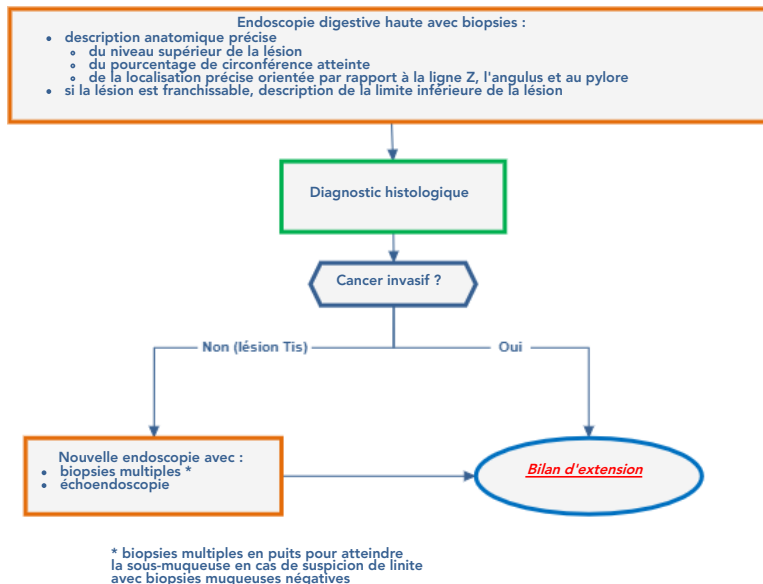 Endoscopie digestive haute avec biopsies :
• description anatomique précise
∘ du niveau supérieur de la lésion
∘ du pourcentage de circonférence atteinte
∘ de la localisation précise orientée par rapport à la ligne Z, l'angulus et au pylore
• si la lésion est franchissable, description de la limite inférieure de la lésion
Diagnostic histologique
Cancer invasif ?
Non (lésion Tis)
Oui
Nouvelle endoscopie avec :
• biopsies multiples *
• échoendoscopie
Bilan d'extension
* biopsies multiples en puits pour atteindre
la sous-muqueuse en cas de suspicion de linite
avec biopsies muqueuses négatives